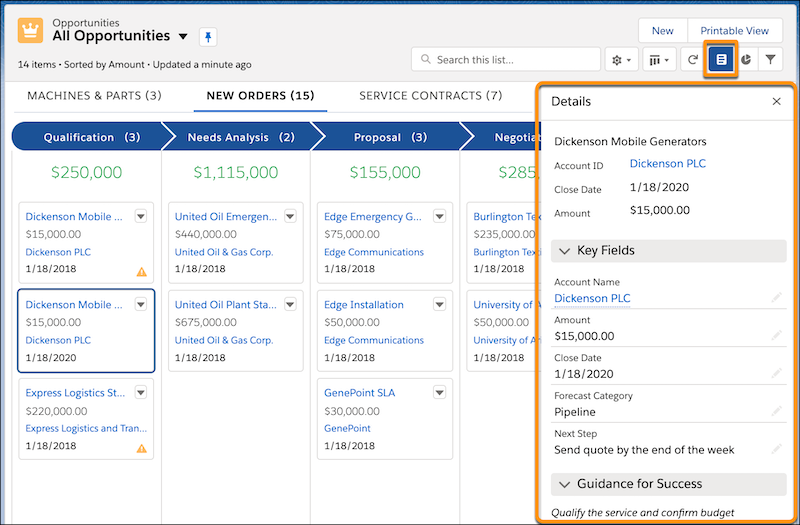 Opportunities
All Opportunities
New
Printable View
14 items • Sorted by Amount • Updated a minute ago
Search this list...
MACHINES & PARTS (3)
NEW ORDERS (15)
SERVICE CONTRACTS (7)
Qualification (3)
Needs Analysis (2)
Proposal (3)
$250,000
$1,115,000
$155,000
$285,
Dickenson Mobile ...
$15,000.00
Dickenson PLC
1/18/2018
Dickenson Mobile ...
$15,000.00
Dickenson PLC
1/18/2020
Express Logistics St...
$220,000.00
Express Logistics and Tran...
1/18/2018
United Oil Emergen...
$440,000.00
United Oil & Gas Corp.
1/18/2018
United Oil Plant Sta...
$675,000.00
United Oil & Gas Corp.
1/18/2018
Edge Emergency G...
$75,000.00
Edge Communications
1/18/2018
Edge Installation
$50,000.00
Edge Communications
1/18/2018
GenePoint SLA
$30,000.00
GenePoint
1/18/2018
Burlington
$235,000.00
Burlington
1/18/2018
University of
$50,000.00
University of
1/18/2018
Details
Dickenson Mobile Generators
Account ID Dickenson PLC
Close Date 1/18/2020
Amount $15,000.00
Key Fields
Account Name
Dickenson PLC
Amount
$15,000.00
Close Date
1/18/2020
Forecast Category
Pipeline
Next Step
Send quote by the end of the week
Guidance for Success
Qualify the service and confirm budget